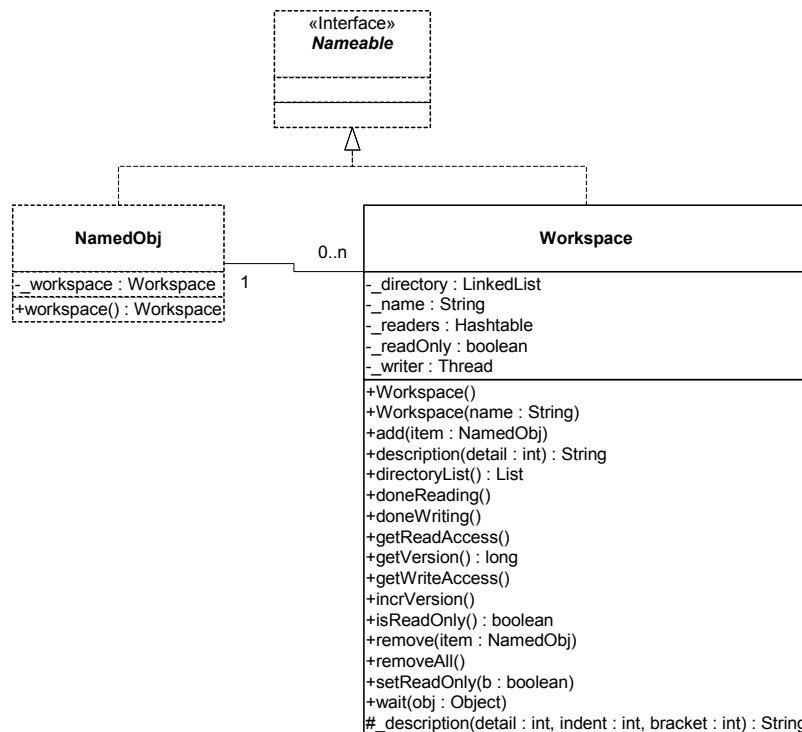 «Interface»
Nameable
NamedObj
-_workspace : Workspace
+workspace() : Workspace
1
0..n
Workspace
-_directory : LinkedList
-_name : String
-_readers : Hashtable
-_readOnly : boolean
-_writer : Thread
+Workspace()
+Workspace(name : String)
+add(item : NamedObj)
+description(detail : int) : String
+directoryList() : List
+doneReading()
+doneWriting()
+getReadAccess()
+getVersion() : long
+getWriteAccess()
+incrVersion()
+isReadOnly() : boolean
+remove(item : NamedObj)
+removeAll()
+setReadOnly(b : boolean)
+wait(obj : Object)
#_description(detail : int, indent : int, bracket : int) : String